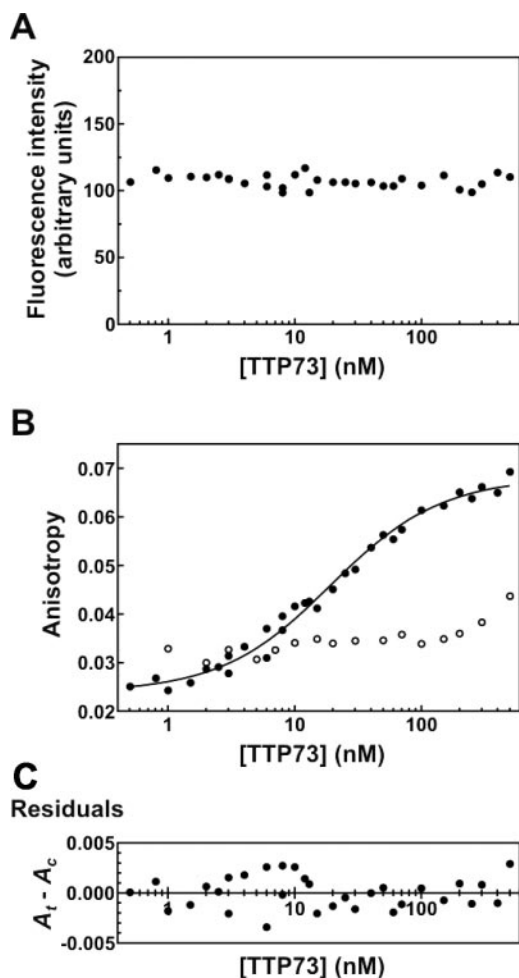 A
Fluorescence intensity
(arbitrary units)
200
150
100
50
0
1
10
100
[TTP73] (nM)
B
Anisotropy
0.07
0.06
0.05
0.04
0.03
0.02
1
10
100
[TTP73] (nM)
C
Residuals
At - Ac
0.005
0.000
-0.005
1
10
100
[TTP73] (nM)